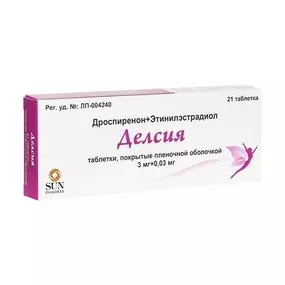 Рег. уд. №: ЛП-004240
21 таблетка
Дроспиренон+Этинилэстрадиол
Делсия
таблетки, покрытые пленочной оболочкой
3 мг+0,03 мг
SUN
PHARMA
Делсия